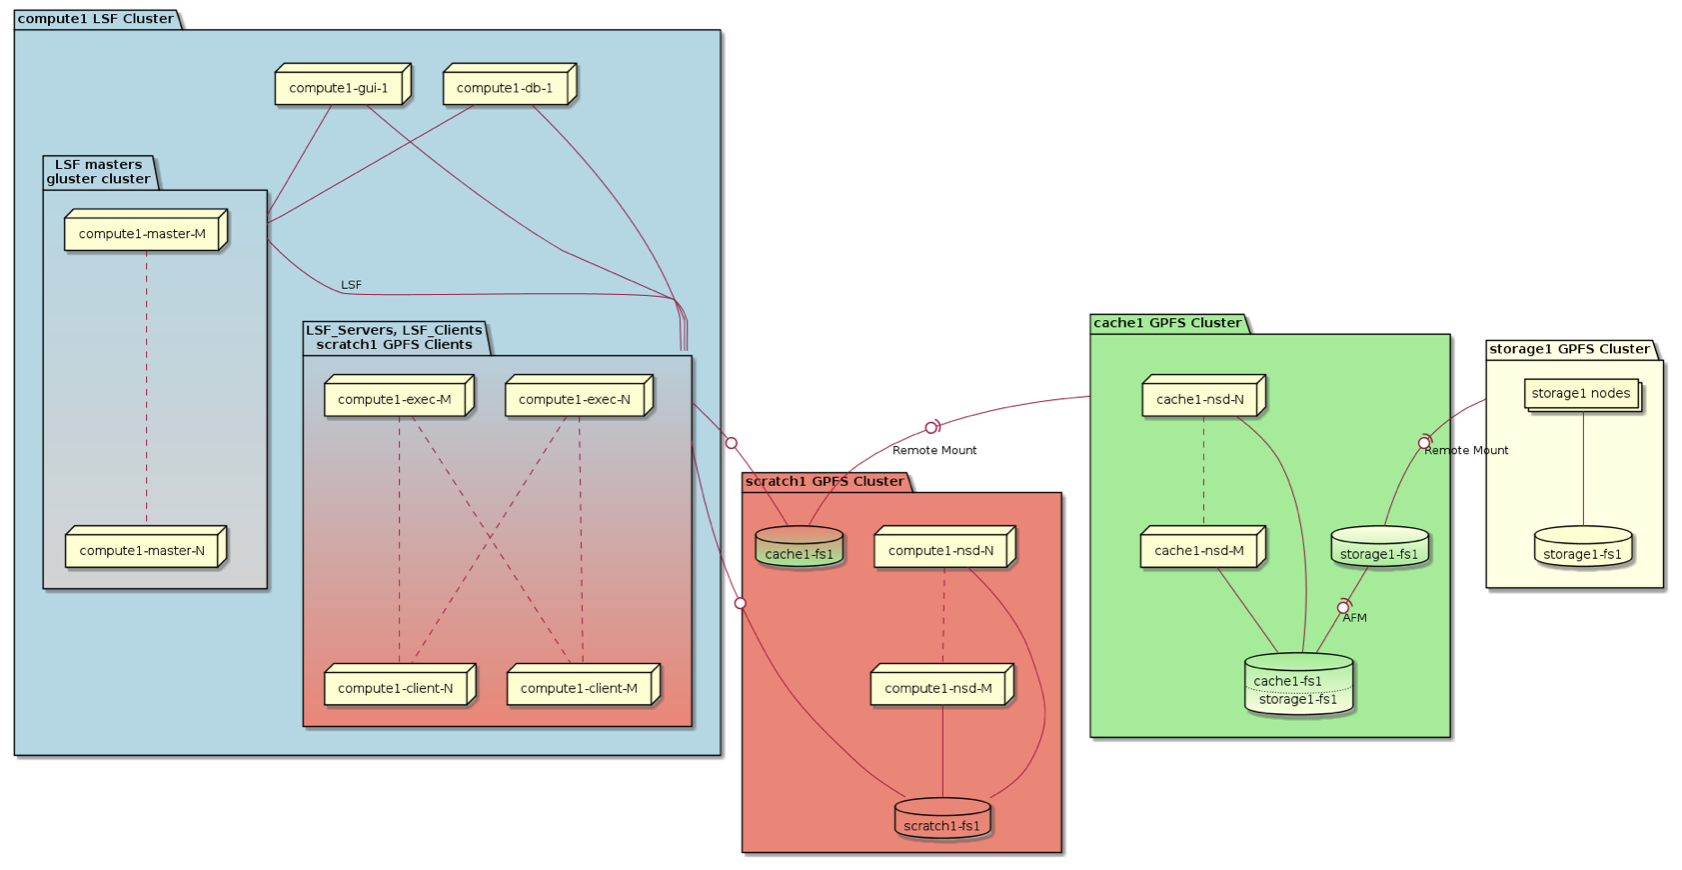 compute1 LSF Cluster
compute1-gui-1
compute1-db-1
LSF masters
gluster cluster
compute1-master-M
LSF
compute1-master-N
LSF_Servers, LSF_Clients
scratch1 GPFS Clients
compute1-exec-M
compute1-exec-N
compute1-client-N
compute1-client-M
Remote Mount
scratch1 GPFS Cluster
cache1-fs1
compute1-nsd-N
compute1-nsd-M
scratch1-fs1
cache1 GPFS Cluster
cache1-nsd-N
cache1-nsd-M
storage1-fs1
AFM
cache1-fs1
storage1-fs1
Remote Mount
storage1 GPFS Cluster
storage1 nodes
storage1-fs1